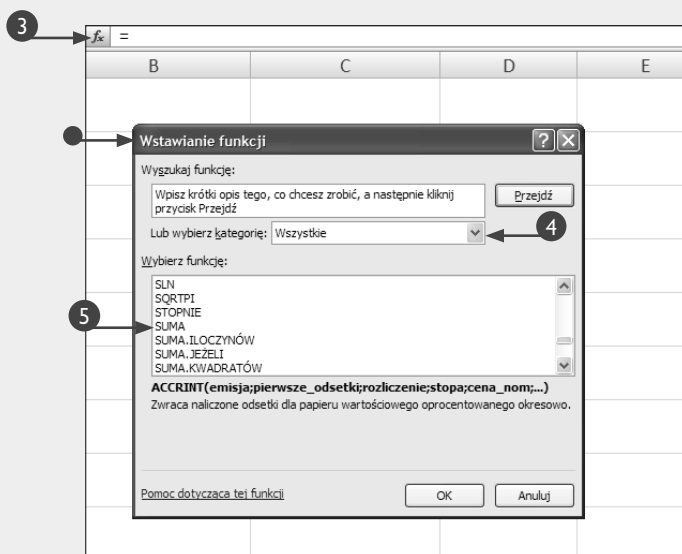 3
fx =
B C D E
Wstawianie funkcji
Wyszukaj funkcję:
Wpisz krótki opis tego, co chcesz zrobić, a następnie kliknij
przycisk Przejdź
Przejdź
Lub wybierz kategorię: Wszystkie
4
Wybierz funkcję:
SLN
SQRTPI
STOPNIE
5
SUMA
SUMA.ILOCZYNÓW
SUMA.JEŻELI
SUMA.KWADRATÓW
ACCRINT(emisja;pierwsze_odsetki;rozliczenie;stopa;cena_nom;...)
Zwraca naliczone odsetki dla papieru wartościowego oprocentowanego okresowo.
Pomoc dotycząca tej funkcji
OK Anuluj